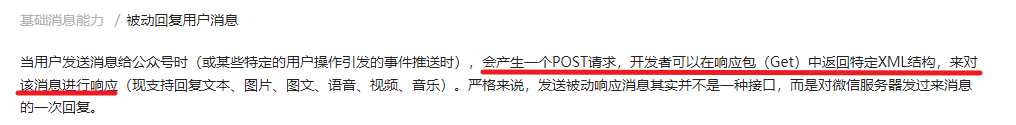 基础消息能力 / 被动回复用户消息
当用户发送消息给公众号时（或某些特定的用户操作引发的事件推送时），会产生一个POST请求，开发者可以在响应包（Get）中返回特定XML结构，来对
该消息进行响应（现支持回复文本、图片、图文、语音、视频、音乐）。严格来说，发送被动响应消息其实并不是一种接口，而是对微信服务器发过来消息
的一次回复。